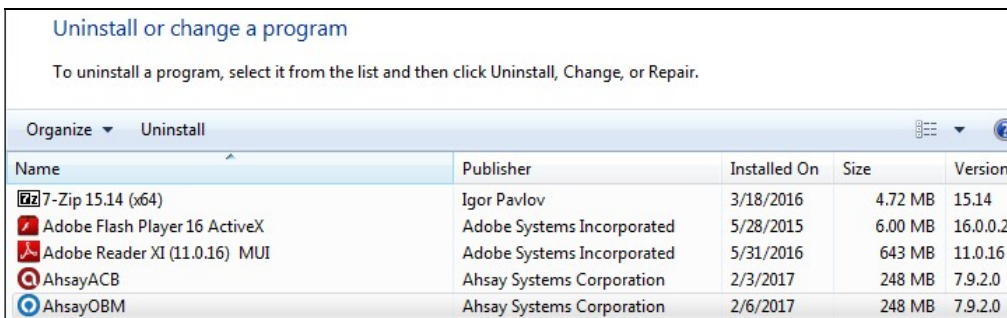 Uninstall or change a program
To uninstall a program, select it from the list and then click Uninstall, Change, or Repair.
Organize Uninstall
Name Publisher Installed On Size Version
7-Zip 15.14 (x64) Igor Pavlov 3/18/2016 4.72 MB 15.14
Adobe Flash Player 16 ActiveX Adobe Systems Incorporated 5/28/2015 6.00 MB 16.0.0.2
Adobe Reader XI (11.0.16) MUI Adobe Systems Incorporated 5/31/2016 643 MB 11.0.16
AhsayACB Ahsay Systems Corporation 2/3/2017 248 MB 7.9.2.0
AhsayOBM Ahsay Systems Corporation 2/6/2017 248 MB 7.9.2.0